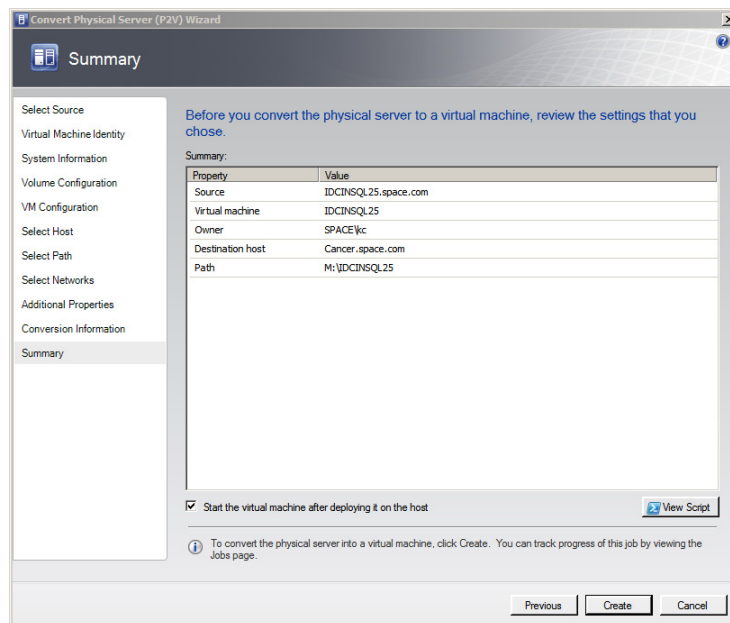 Convert Physical Server (P2V) Wizard
Summary
Select Source
Virtual Machine Identity
System Information
Volume Configuration
VM Configuration
Select Host
Select Path
Select Networks
Additional Properties
Conversion Information
Summary
Before you convert the physical server to a virtual machine, review the settings that you
chose.
Summary:
Property Value
Source IDCINSQL25.space.com
Virtual machine IDCINSQL25
Owner SPACE\kc
Destination host Cancer.space.com
Path M:\IDCINSQL25
Start the virtual machine after deploying it on the host
View Script
To convert the physical server into a virtual machine, click Create. You can track progress of this job by viewing the
Jobs page.
Previous Create Cancel